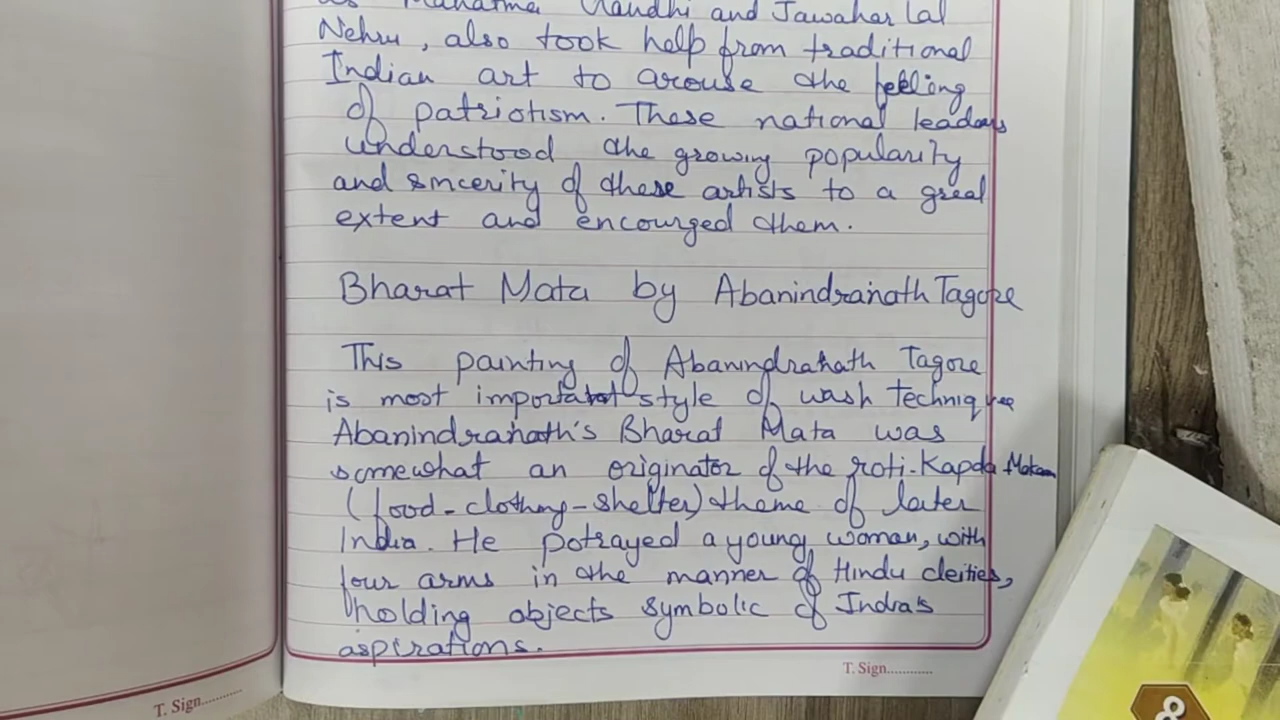 as Mahatma Gandhi and Jawahar Lal
Nehru, also took help from traditional
Indian art to arouse the feeling
of patriotism. These national leaders
understood the growing popularity
and sincerity of these artists to a great
extent and encourged them.
Bharat Mata by Abanindranath Tagore
This painting of Abanindranath Tagore
is most important style of wash technique
Abanindranath's Bharat Mata was
somewhat an originator of the roti-Kapda Makan
(food-clothing-shelter) theme of later
India. He potrayed a young woman, with
four arms in the manner of Hindu deities,
holding objects symbolic of India's
aspirations.
T. Sign............
T. Sign............
8